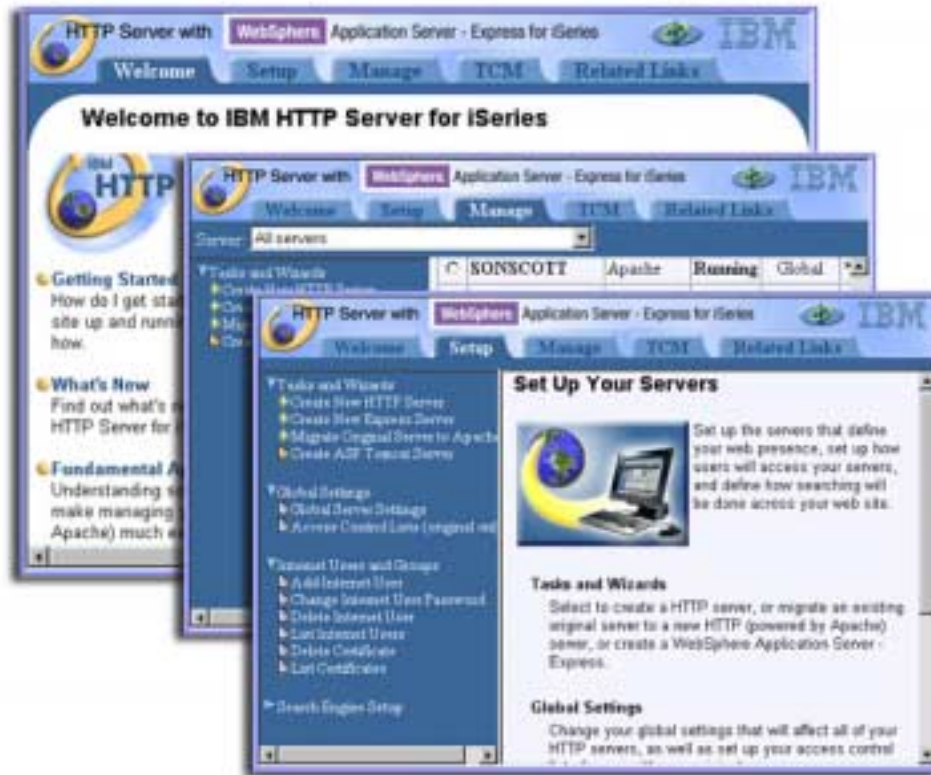 HTTP Server with WebSphere Application Server - Express for iSeries IBM
Welcome Setup Manage TCM Related Links
Welcome to IBM HTTP Server for iSeries
IBM
HTTP
Getting Started
How do I get
site up and
how.
What's New
Find out what's
HTTP Server for
Fundamental
Understanding
make managing
Apache) much
HTTP Server with WebSphere Application Server - Express for iSeries IBM
Welcome Setup Manage TCM Related Links
Server: All servers
Tasks and Wizards
Create New HTTP Server
SONSCOTT Apache Running Global
HTTP Server with WebSphere Application Server - Express for iSeries IBM
Welcome Setup Manage TCM Related Links
Tasks and Wizards
Create New HTTP Server
Create New Express Server
Migrate Original Server to Apache
Create ASF Tomcat Server
Global Settings
Global Server Settings
Access Control Lists (original
Internet Users and Groups
Add Internet User
Change Internet User Password
Delete Internet User
List Internet Users
Delete Certificate
List Certificates
Search Engine Setup
Set Up Your Servers
Set up the servers that define
your web presence, set up how
users will access your servers,
and define how searching will
be done across your web site.
Tasks and Wizards
Select to create a HTTP server, or migrate an existing
original server to a new HTTP (powered by Apache)
server, or create a WebSphere Application Server -
Express.
Global Settings
Change your global settings that will affect all of your
HTTP servers, as well as set up your access control